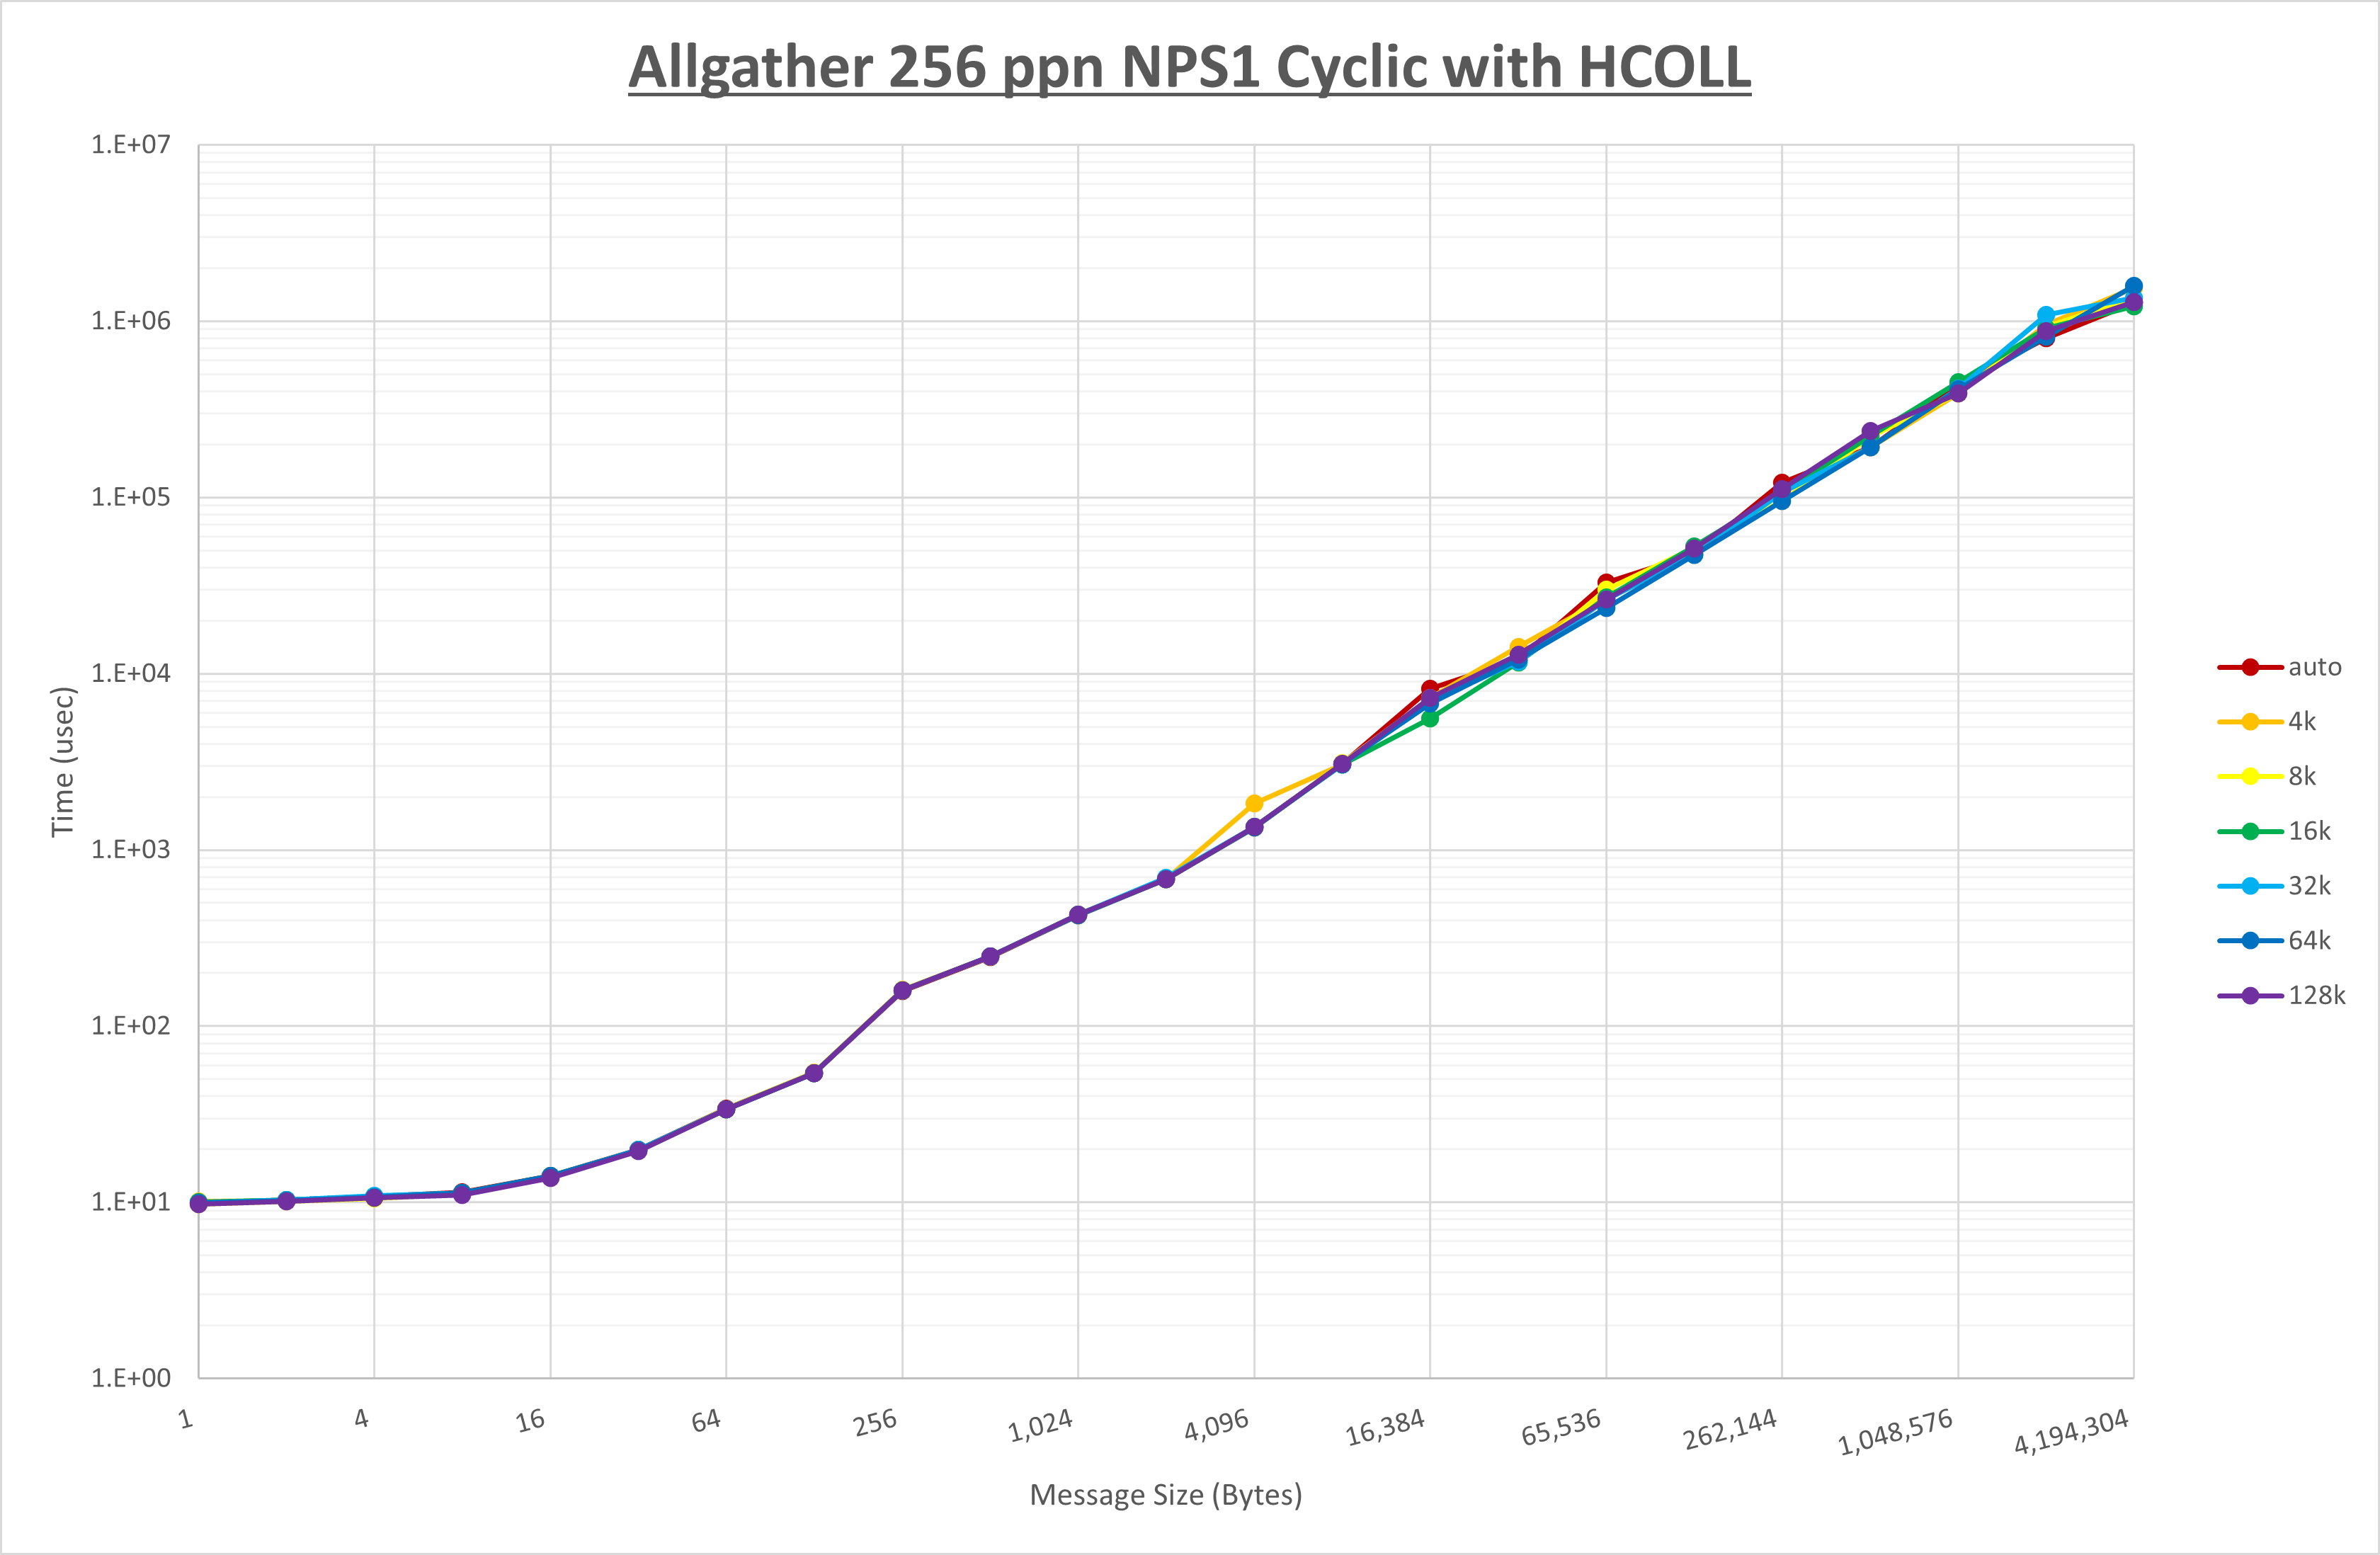 Allgather 256 ppn NPS1 Cyclic with HCOLL
1.E+07
1.E+06
1.E+05
1.E+04
1.E+03
1.E+02
1.E+01
1.E+00
Time (usec)
1
4
16
64
256
1,024
4,096
16,384
65,536
262,144
1,048,576
4,194,304
Message Size (Bytes)
auto
4k
8k
16k
32k
64k
128k